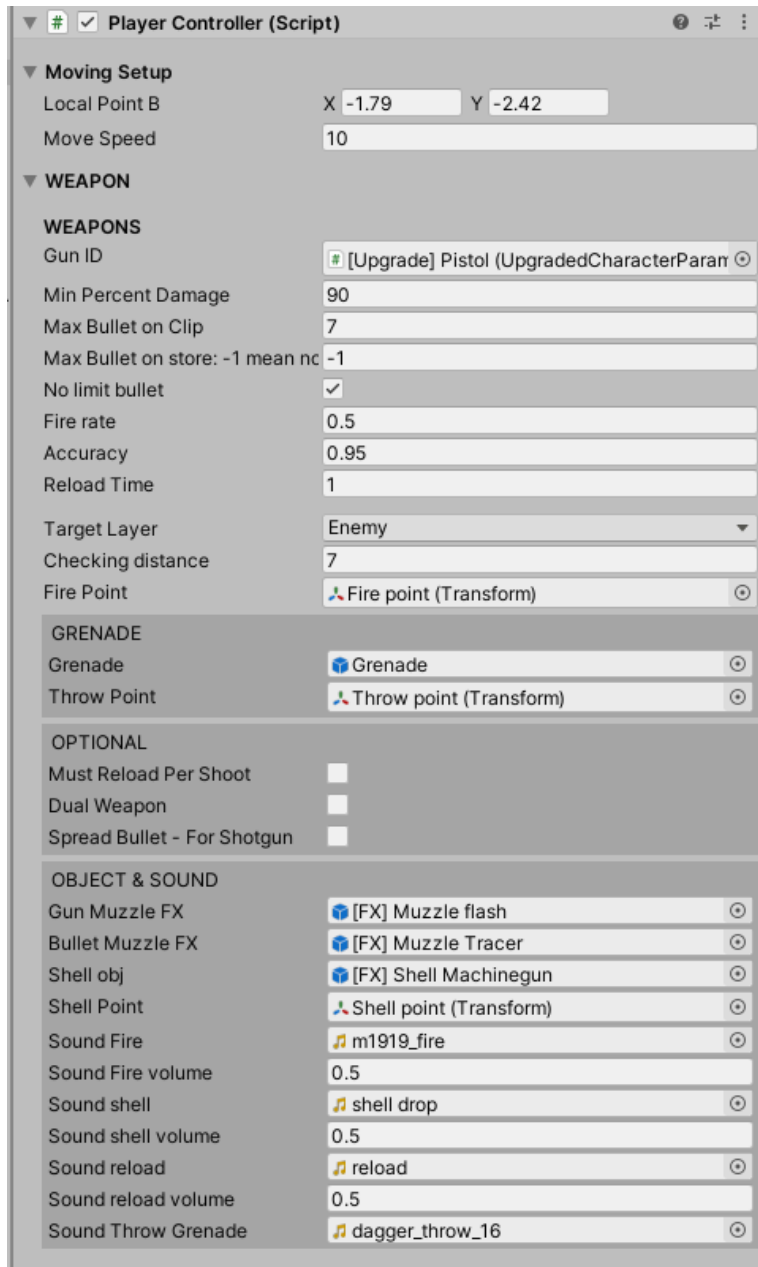 Player Controller (Script)
Moving Setup
Local Point B X -1.79 Y -2.42
Move Speed 10
WEAPON
WEAPONS
Gun ID # [Upgrade] Pistol (UpgradedCharacterParam
Min Percent Damage 90
Max Bullet on Clip 7
Max Bullet on store: -1 mean no -1
No limit bullet
Fire rate 0.5
Accuracy 0.95
Reload Time 1
Target Layer Enemy
Checking distance 7
Fire Point Fire point (Transform)
GRENADE
Grenade Grenade
Throw Point Throw point (Transform)
OPTIONAL
Must Reload Per Shoot
Dual Weapon
Spread Bullet - For Shotgun
OBJECT & SOUND
Gun Muzzle FX [FX] Muzzle flash
Bullet Muzzle FX [FX] Muzzle Tracer
Shell obj [FX] Shell Machinegun
Shell Point Shell point (Transform)
Sound Fire m1919_fire
Sound Fire volume 0.5
Sound shell shell drop
Sound shell volume 0.5
Sound reload reload
Sound reload volume 0.5
Sound Throw Grenade dagger_throw_16